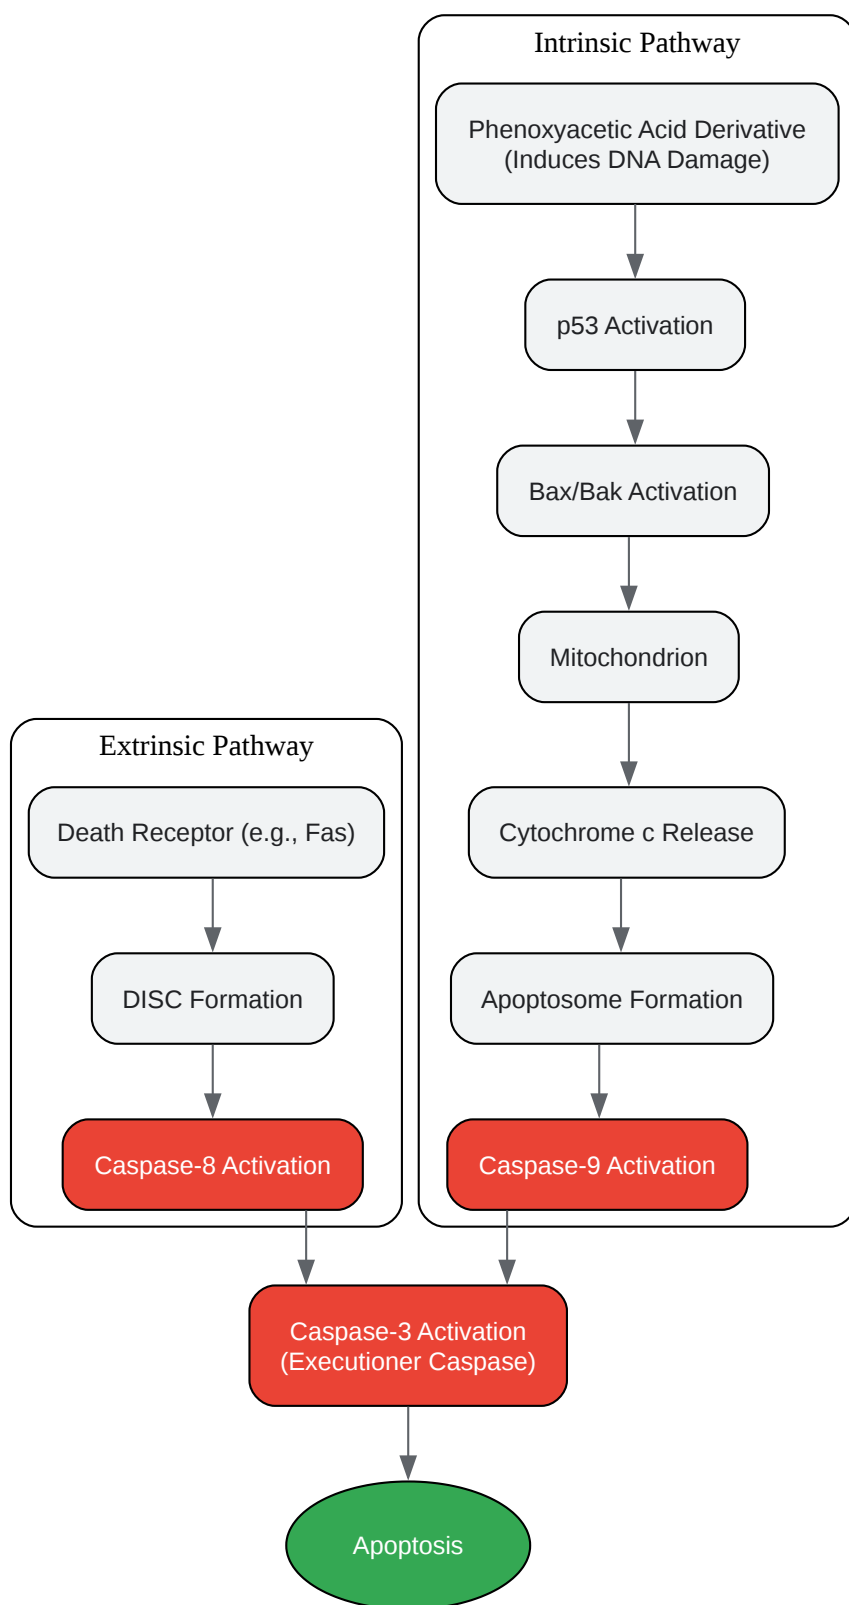 Intrinsic Pathway
Phenoxyacetic Acid Derivative
(Induces DNA Damage)
p53 Activation
Bax/Bak Activation
Mitochondrion
Cytochrome c Release
Apoptosome Formation
Caspase-9 Activation
Extrinsic Pathway
Death Receptor (e.g., Fas)
DISC Formation
Caspase-8 Activation
Caspase-3 Activation
(Executioner Caspase)
Apoptosis